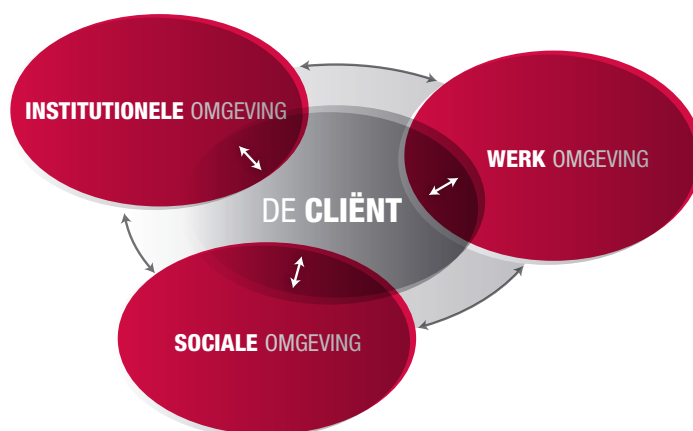 INSTITUTIONELE OMGEVING
WERK OMGEVING
DE CLIËNT
SOCIALE OMGEVING